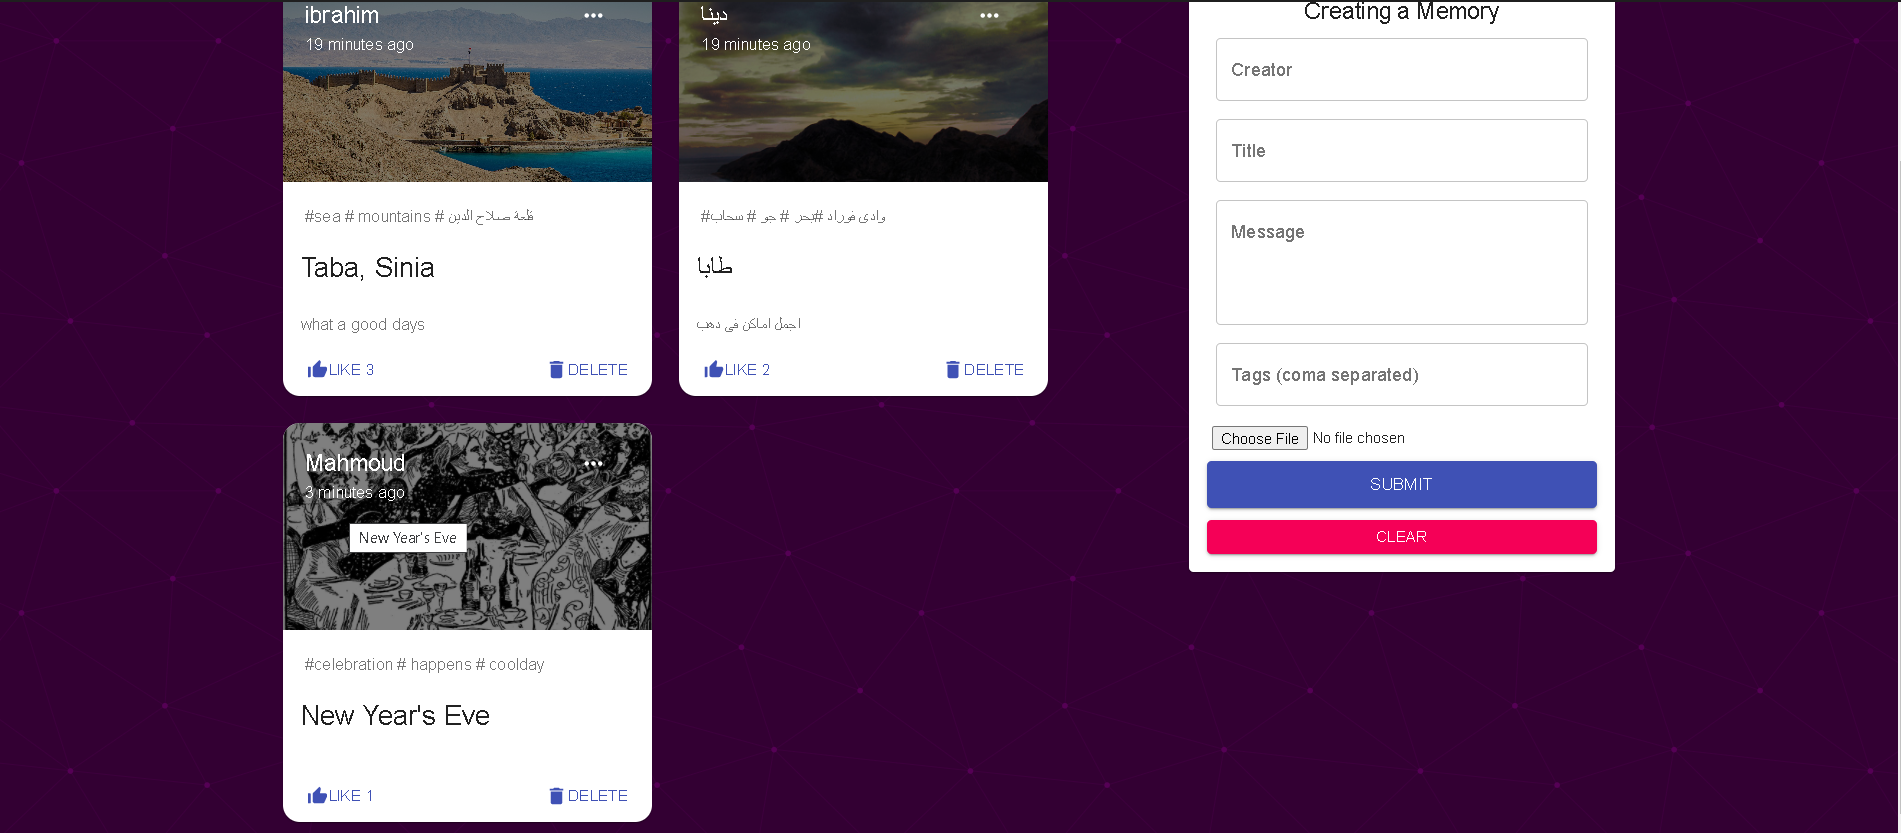 ibrahim
19 minutes ago
#sea # mountains # قلعة صلاح الدين
Taba, Sinia
what a good days
LIKE 3
DELETE
دينا
19 minutes ago
#سحاب # جو # بحر# وادى فوراد
طابا
اجمل اماكن فى دهب
LIKE 2
DELETE
Mahmoud
3 minutes ago
New Year's Eve
#celebration # happens # coolday
New Year's Eve
LIKE 1
DELETE
Creating a Memory
Creator
Title
Message
Tags (coma separated)
Choose File No file chosen
SUBMIT
CLEAR